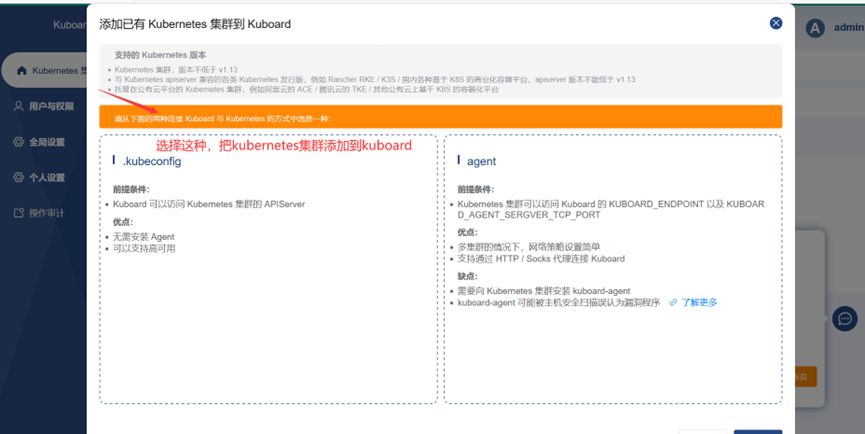 Kuboar
添加已有 Kubernetes 集群到 Kuboard
A admin
支持的 Kubernetes 版本
Kubernetes 集群，版本不低于 v1.13
与 Kubernetes apiserver 兼容的各类 Kubernetes 发行版，例如 Rancher RKE / K3S / 国内各种基于 K8S 的商业化容器平台，apiserver 版本不能低于 v1.13
托管在公有云平台的 Kubernetes 集群，例如阿里云的 ACE / 腾讯云的 TKE / 其他公有云上基于 K8S 的容器化平台
Kubernetes 集
用户与权限
全局设置
个人设置
操作审计
请从下面的两种连接 Kuboard 与 Kubernetes 的方式中选择一种：
选择这种，把kubernetes集群添加到kuboard
.kubeconfig
前提条件：
Kuboard 可以访问 Kubernetes 集群的 APIServer
优点：
无需安装 Agent
可以支持高可用
agent
前提条件：
Kubernetes 集群可以访问 Kuboard 的 KUBOARD_ENDPOINT 以及 KUBOAR
D_AGENT_SERGVER_TCP_PORT
优点：
多集群的情况下，网络策略设置简单
支持通过 HTTP / Socks 代理连接 Kuboard
缺点：
需要向 Kubernetes 集群安装 kuboard-agent
kuboard-agent 可能被主机安全扫描误认为漏洞程序 了解更多